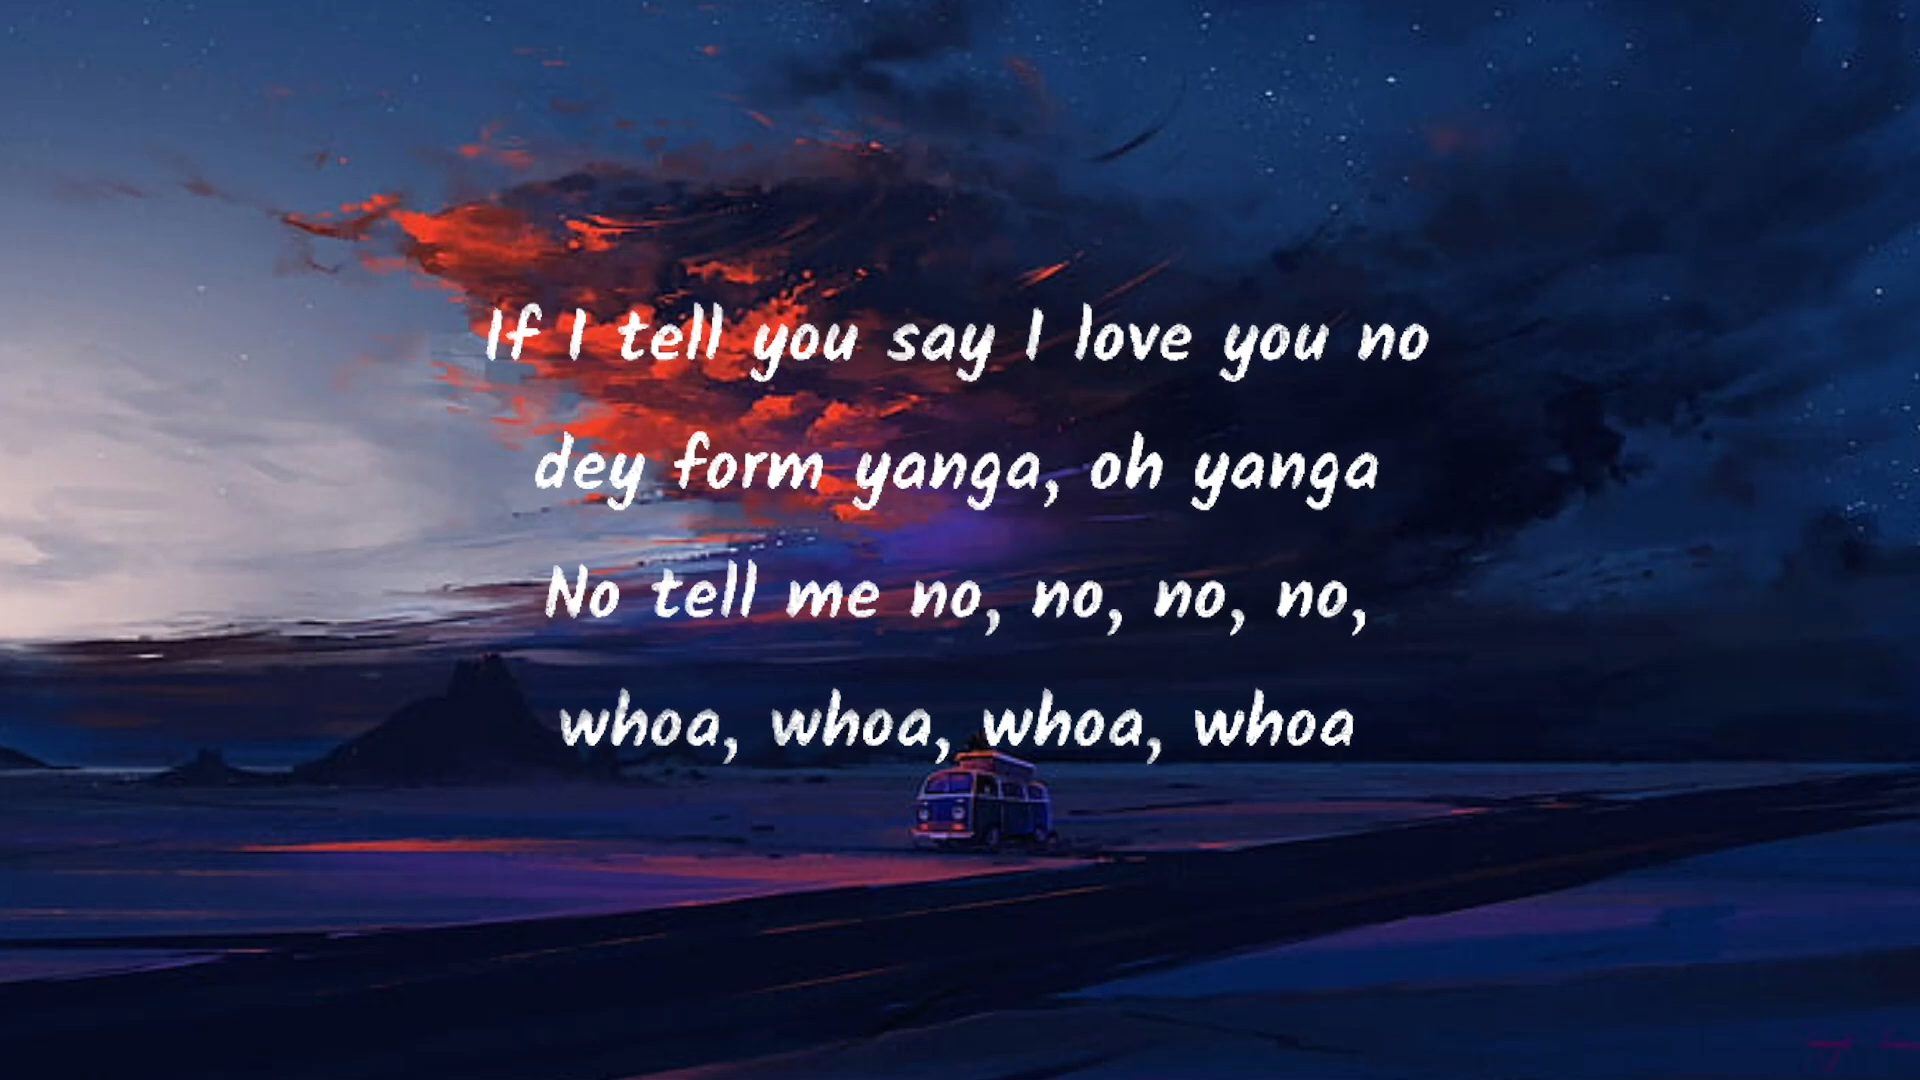 If I tell you say I love you no
dey form yanga, oh yanga
No tell me no, no, no, no,
whoa, whoa, whoa, whoa